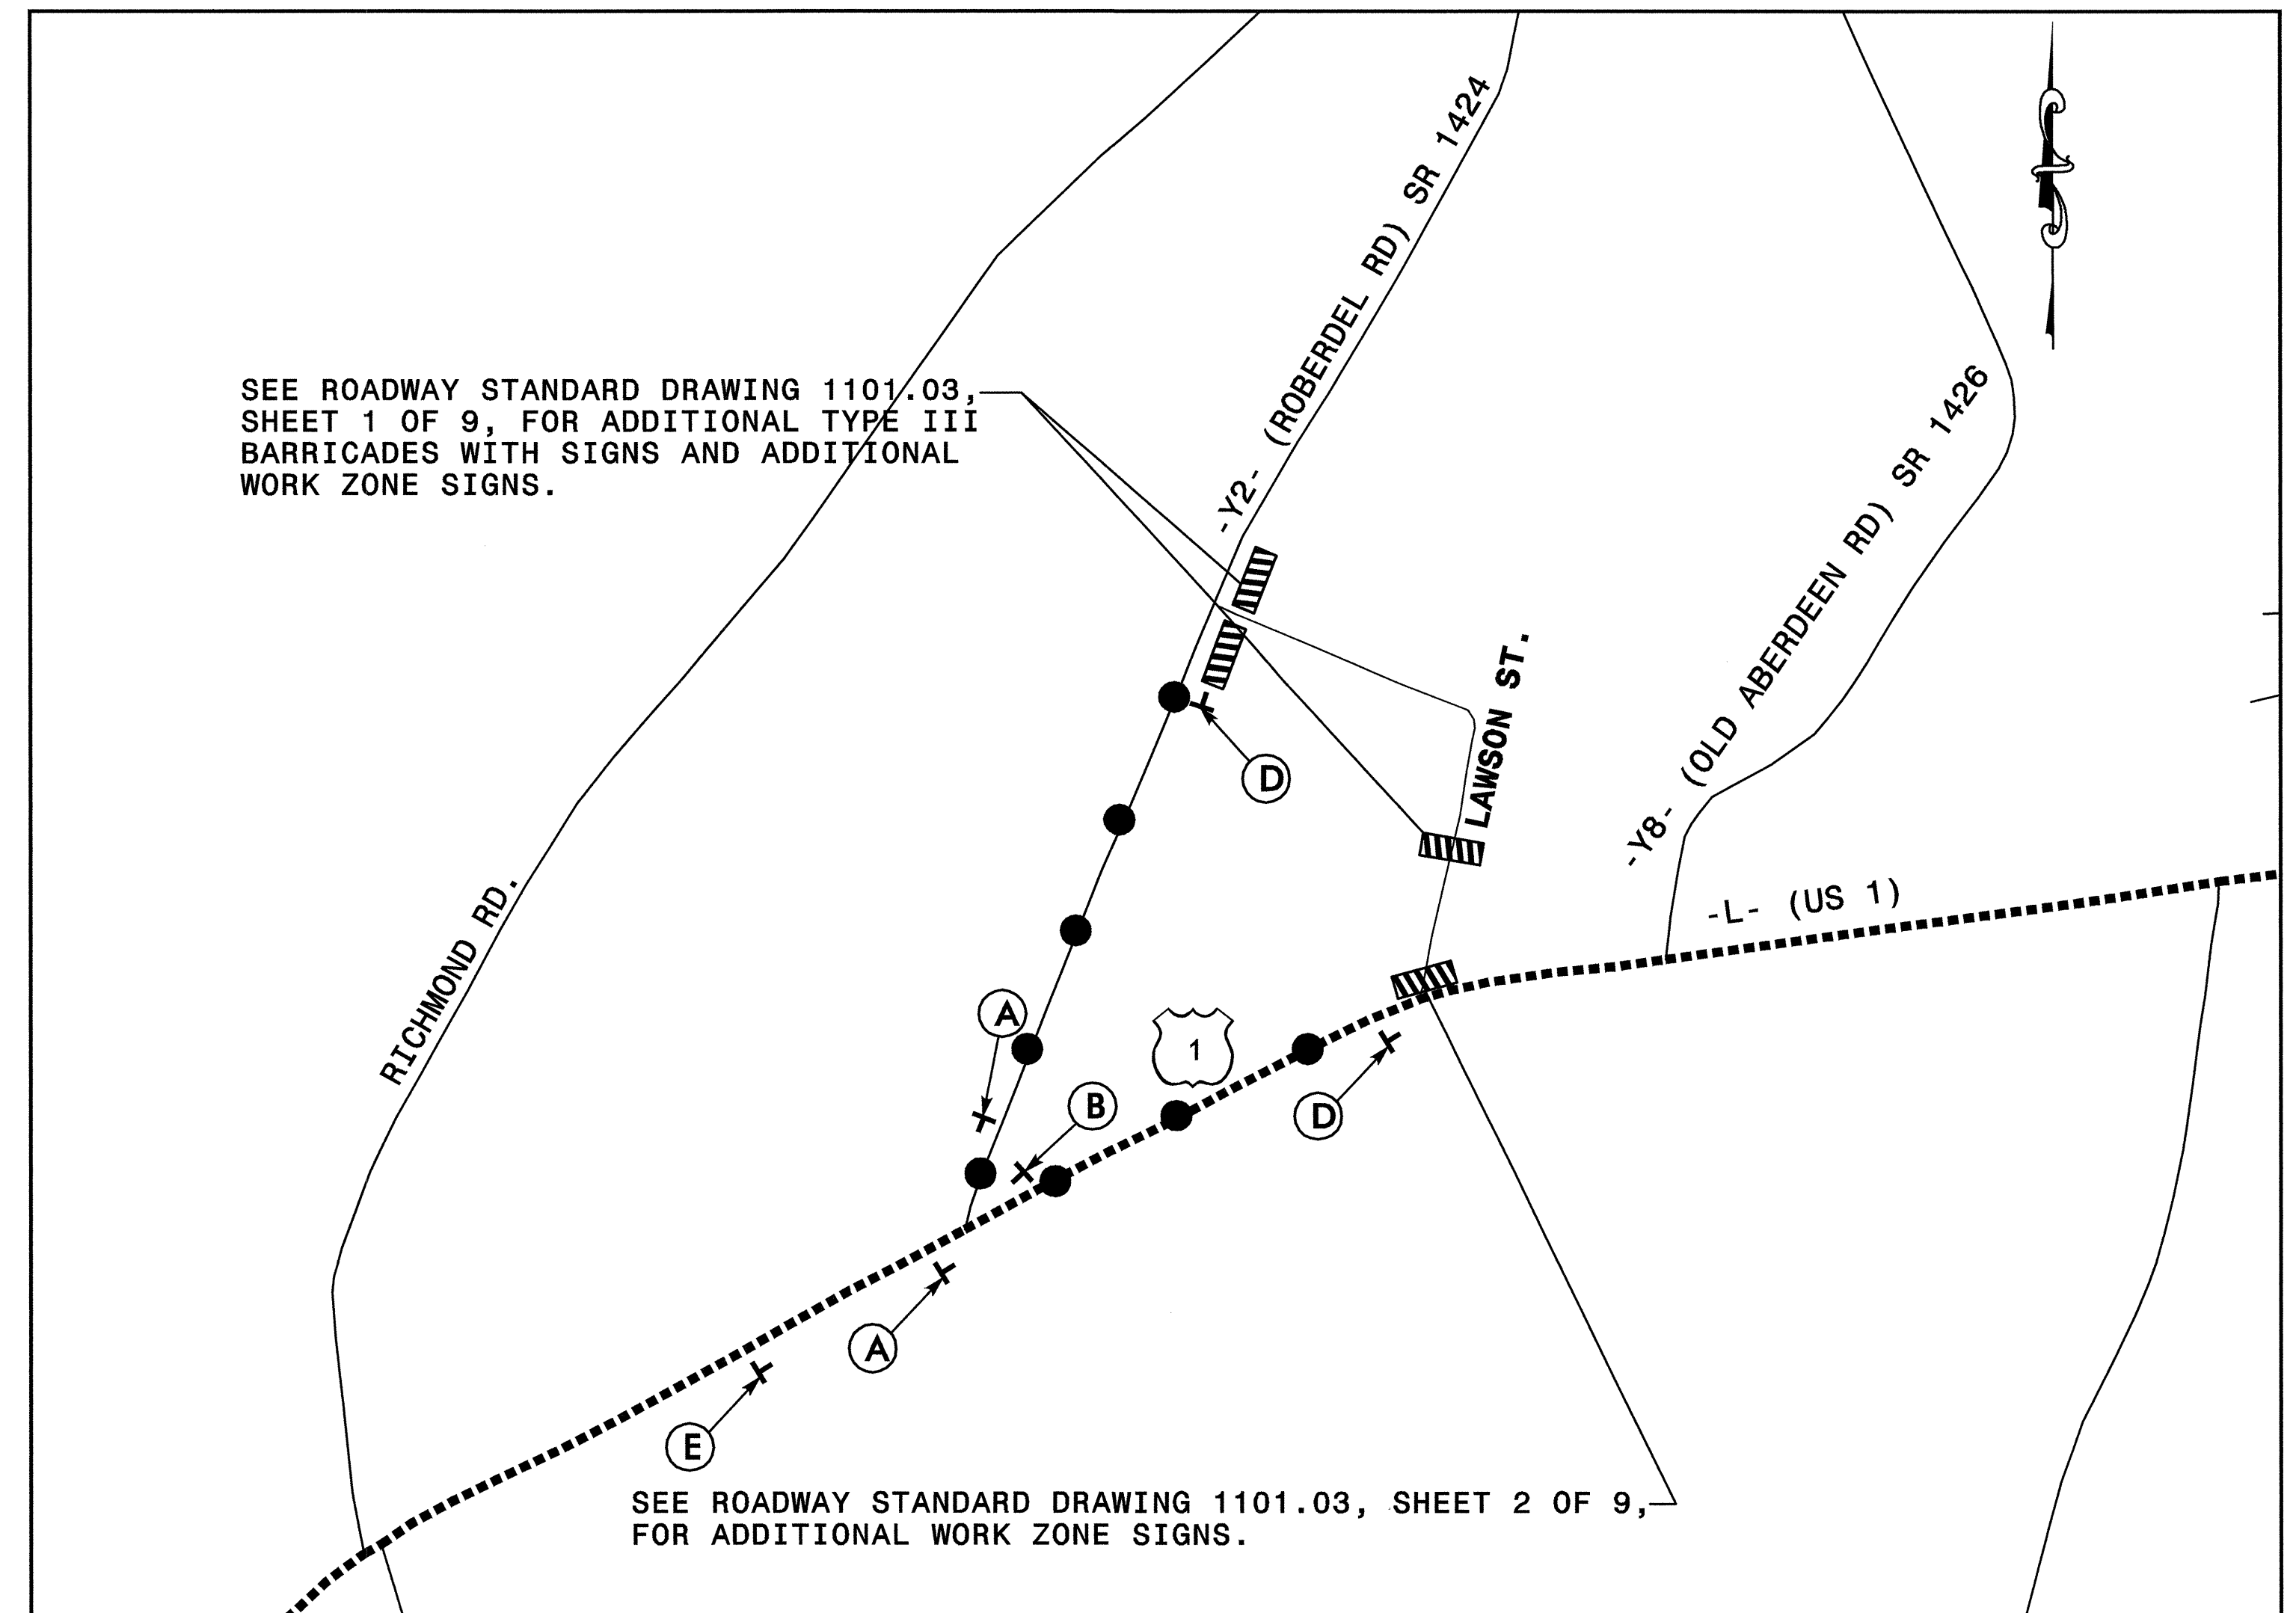 -Y2- (ROBERDEL RD) SR 1424
SEE ROADWAY STANDARD DRAWING 1101.03,
SHEET 1 OF 9, FOR ADDITIONAL TYPE III
BARRICADES WITH SIGNS AND ADDITIONAL
WORK ZONE SIGNS.
-Y8- (OLD ABERDEEN RD) SR 1426
LAWSON ST.
D
RICHMOND RD.
-L- (US 1)
A
1
B
D
A
E
SEE ROADWAY STANDARD DRAWING 1101.03, SHEET 2 OF 9,
FOR ADDITIONAL WORK ZONE SIGNS.